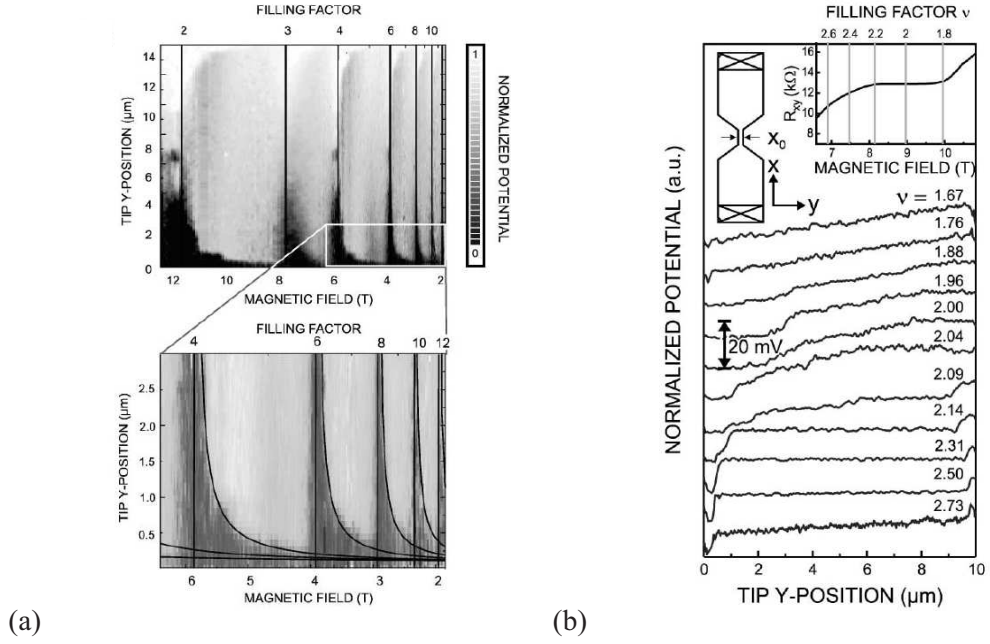 FILLING FACTOR
2 3 4 6 8 10
14
12
10
8
6
4
2
0
TIP Y-POSITION (µm)
12 10 8 6 4 2
MAGNETIC FIELD (T)
1
0
NORMALIZED POTENTIAL
FILLING FACTOR
4 6 8 10 12
2.5
2.0
1.5
1.0
0.5
TIP Y-POSITION (µm)
6 5 4 3 2
MAGNETIC FIELD (T)
(a)
FILLING FACTOR ν
2.6 2.4 2.2 2 1.8
16
14
12
10
8
Rxy (kΩ)
7 8 9 10
MAGNETIC FIELD (T)
x0
x
y
ν = 1.67
1.76
1.88
1.96
2.00
2.04
2.09
2.14
2.31
2.50
2.73
20 mV
NORMALIZED POTENTIAL (a.u.)
0 2 4 6 8 10
TIP Y-POSITION (µm)
(b)